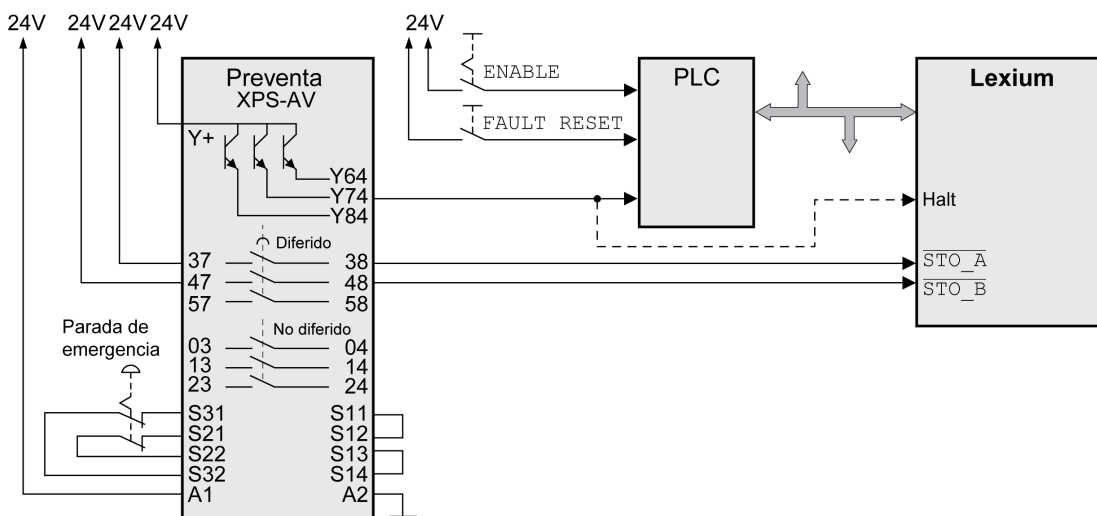 24V 24V 24V 24V 24V
Preventa
XPS-AV
ENABLE
PLC
Lexium
FAULT RESET
Y+
Y64
Y74
Y84
Halt
Diferido
37 38
47 48
57 58
STO_A
STO_B
Parada de
emergencia
No diferido
03 04
13 14
23 24
S31 S11
S21 S12
S22 S13
S32 S14
A1 A2